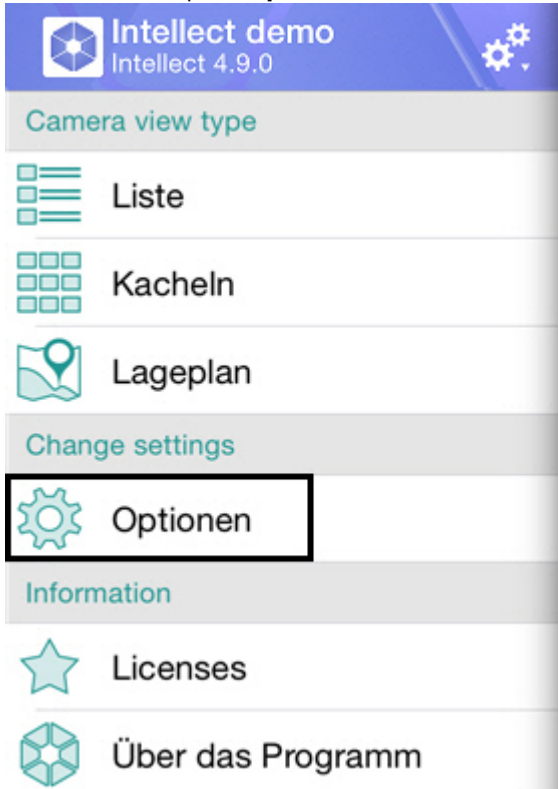 Intellect demo
Intellect 4.9.0
Camera view type
Liste
Kacheln
Lageplan
Change settings
Optionen
Information
Licenses
Über das Programm